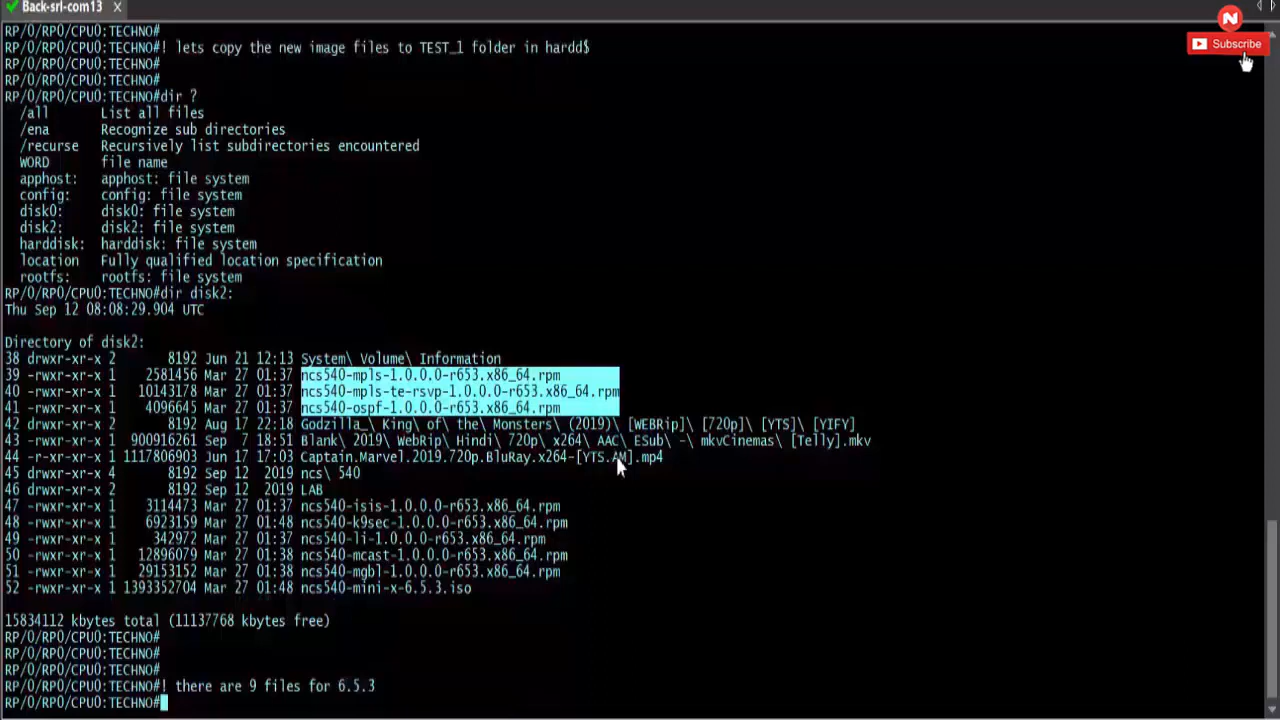 Back-srl-com13
N
Subscribe
RP/0/RP0/CPU0:TECHNO#
RP/0/RP0/CPU0:TECHNO#! lets copy the new image files to TEST_1 folder in hardd$
RP/0/RP0/CPU0:TECHNO#
RP/0/RP0/CPU0:TECHNO#
RP/0/RP0/CPU0:TECHNO#dir ?
/all List all files
/ena Recognize sub directories
/recurse Recursively list subdirectories encountered
WORD file name
apphost: apphost: file system
config: config: file system
disk0: disk0: file system
disk2: disk2: file system
harddisk: harddisk: file system
location Fully qualified location specification
rootfs: rootfs: file system
RP/0/RP0/CPU0:TECHNO#dir disk2:
Thu Sep 12 08:08:29.904 UTC
Directory of disk2:
38 drwxr-xr-x 2 8192 Jun 21 12:13 System\ Volume\ Information
39 -rwxr-xr-x 1 2581456 Mar 27 01:37 ncs540-mpls-1.0.0.0-r653.x86_64.rpm
40 -rwxr-xr-x 1 10143178 Mar 27 01:38 ncs540-mpls-te-rsvp-1.0.0.0-r653.x86_64.rpm
41 -rwxr-xr-x 1 4096645 Mar 27 01:37 ncs540-ospf-1.0.0.0-r653.x86_64.rpm
42 drwxr-xr-x 2 8192 Aug 17 22:18 Godzilla_\ King\ of\ the\ Monsters\ (2019)\ [WEBRip]\ [720p]\ [YTS]\ [YIFY]
43 -rwxr-xr-x 1 900916261 Sep 7 18:51 Blank\ 2019\ WebRip\ Hindi\ 720p\ x264\ AAC\ ESub\ -\ mkvCinemas\ [Telly].mkv
44 -r-xr-xr-x 1 1117806903 Jun 17 17:03 Captain.Marvel.2019.720p.BluRay.x264-[YTS.AM].mp4
45 drwxr-xr-x 4 8192 Sep 12 2019 ncs\ 540
46 drwxr-xr-x 2 8192 Sep 12 2019 LAB
47 -rwxr-xr-x 1 3114473 Mar 27 01:37 ncs540-isis-1.0.0.0-r653.x86_64.rpm
48 -rwxr-xr-x 1 6923159 Mar 27 01:48 ncs540-k9sec-1.0.0.0-r653.x86_64.rpm
49 -rwxr-xr-x 1 342972 Mar 27 01:37 ncs540-li-1.0.0.0-r653.x86_64.rpm
50 -rwxr-xr-x 1 12896079 Mar 27 01:38 ncs540-mcast-1.0.0.0-r653.x86_64.rpm
51 -rwxr-xr-x 1 29153152 Mar 27 01:38 ncs540-mgbl-1.0.0.0-r653.x86_64.rpm
52 -rwxr-xr-x 1 1393352704 Mar 27 01:48 ncs540-mini-x-6.5.3.iso
15834112 kbytes total (11137768 kbytes free)
RP/0/RP0/CPU0:TECHNO#
RP/0/RP0/CPU0:TECHNO#
RP/0/RP0/CPU0:TECHNO#
RP/0/RP0/CPU0:TECHNO#! there are 9 files for 6.5.3
RP/0/RP0/CPU0:TECHNO#